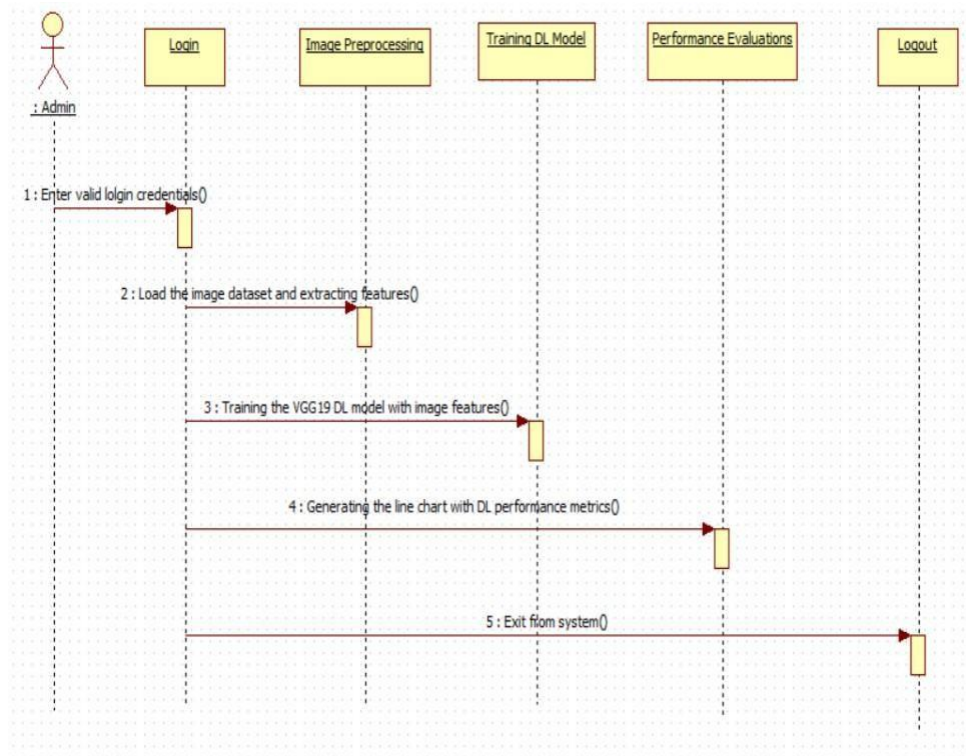 Login
Image Preprocessing
Training DL Model
Performance Evaluations
Logout
: Admin
1 : Enter valid lolgin credentials()
2 : Load the image dataset and extracting features()
3 : Training the VGG19 DL model with image features()
4 : Generating the line chart with DL performance metrics()
5 : Exit from system()